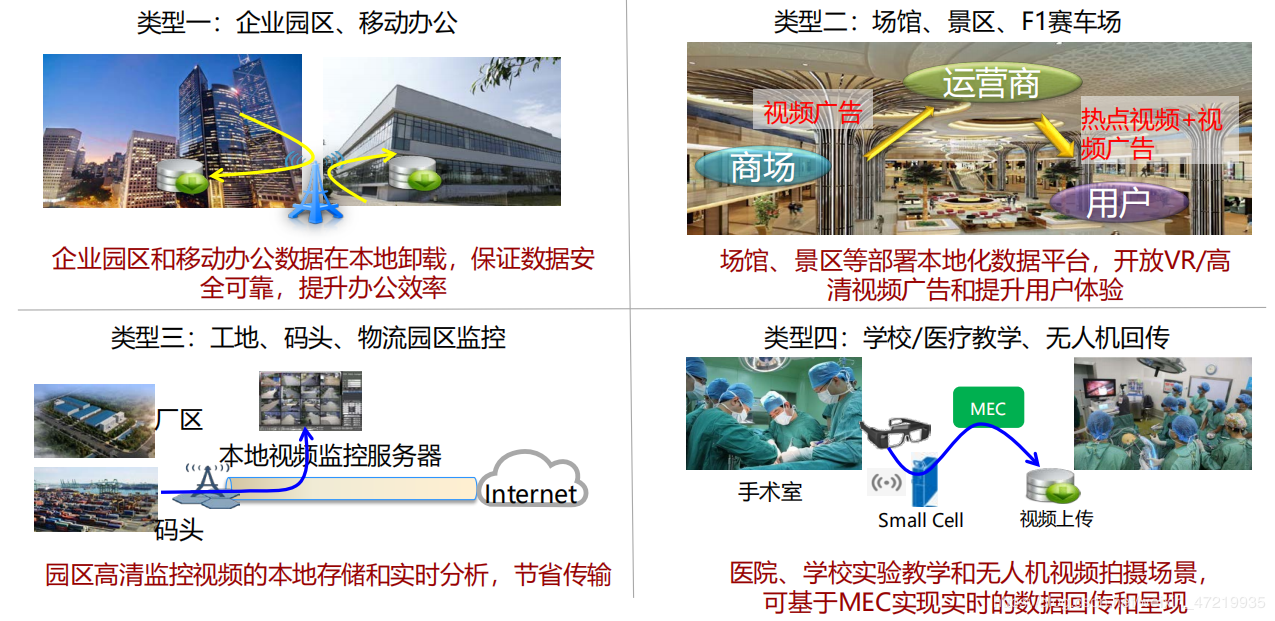 类型一：企业园区、移动办公
企业园区和移动办公数据在本地卸载，保证数据安
全可靠，提升办公效率
类型二：场馆、景区、F1赛车场
运营商
视频广告
热点视频+视
频广告
商场
用户
场馆、景区等部署本地化数据平台，开放VR/高
清视频广告和提升用户体验
类型三：工地、码头、物流园区监控
厂区
本地视频监控服务器
Internet
码头
园区高清监控视频的本地存储和实时分析，节省传输
类型四：学校/医疗教学、无人机回传
MEC
手术室
Small Cell
视频上传
医院、学校实验教学和无人机视频拍摄场景，
可基于MEC实现实时的数据回传和呈现
_47219935